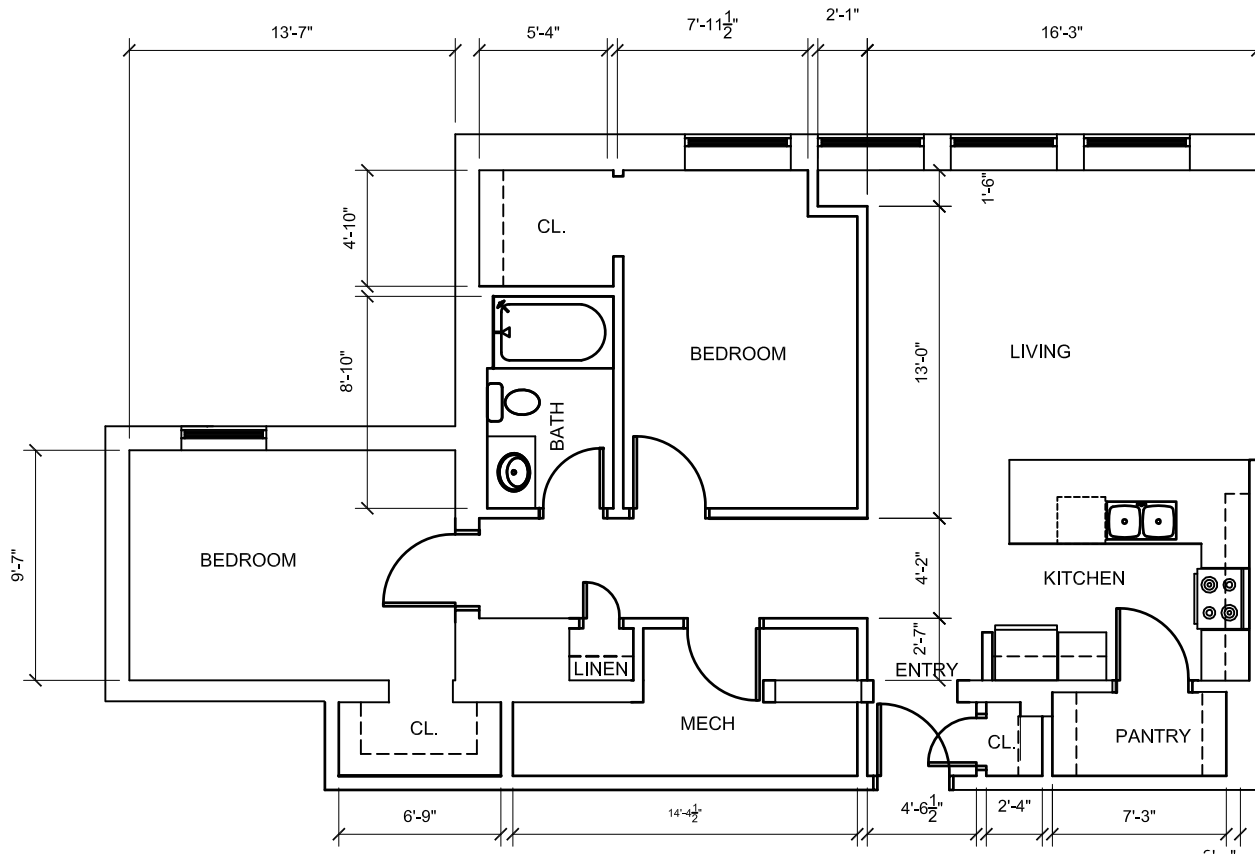 13'-7"
5'-4"
7'-11½"
2'-1"
16'-3"
1'-6"
4'-10"
CL.
BEDROOM
LIVING
8'-10"
13'-0"
BATH
9'-7"
BEDROOM
4'-2"
KITCHEN
2'-7"
LINEN
ENTRY
CL.
MECH
CL.
PANTRY
6'-9"
14'-4½"
4'-6½"
2'-4"
7'-3"